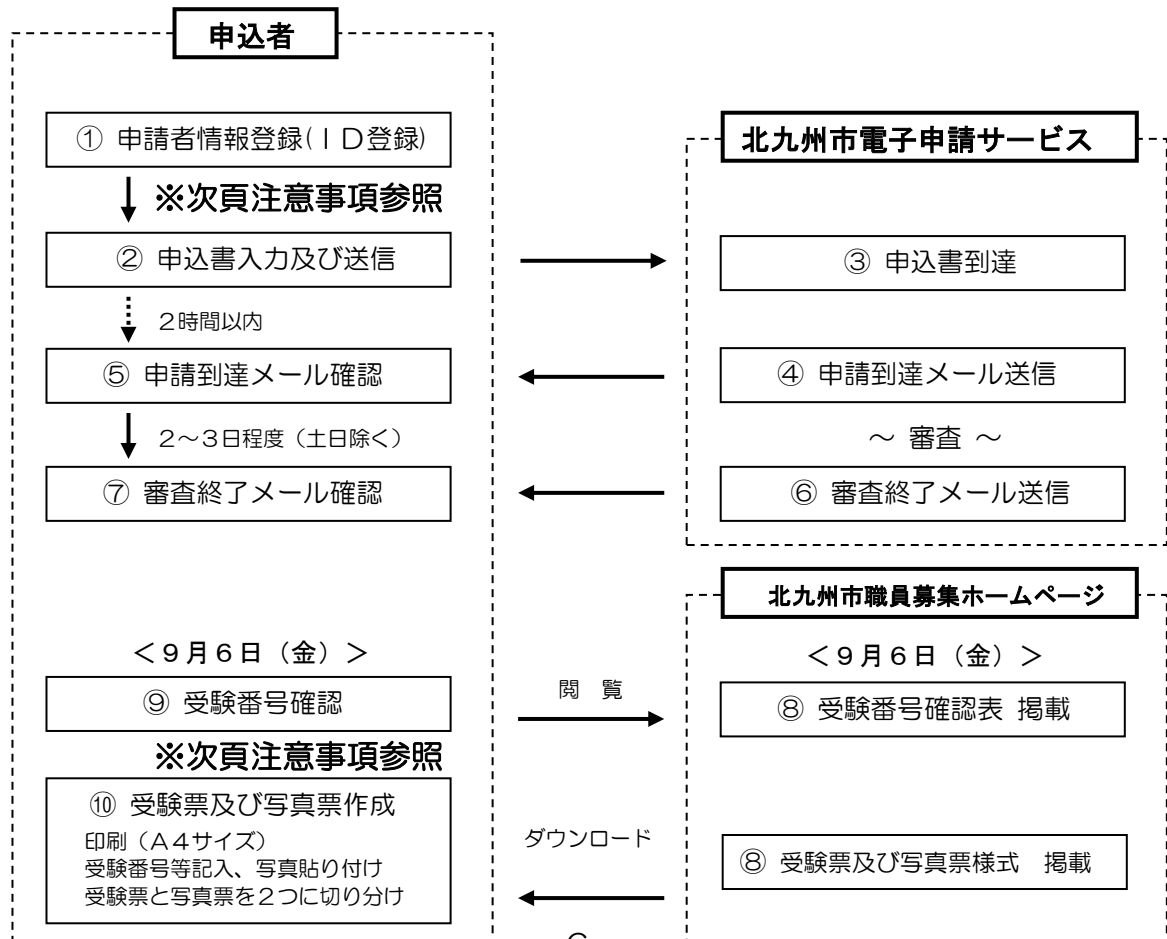 申込者
① 申請者情報登録(ＩＤ登録)
北九州市電子申請サービス
※次頁注意事項参照
② 申込書入力及び送信
③ 申込書到達
２時間以内
⑤ 申請到達メール確認
④ 申請到達メール送信
２～３日程度（土日除く）
～ 審査 ～
⑦ 審査終了メール確認
⑥ 審査終了メール送信
北九州市職員募集ホームページ
＜９月６日（金）＞
＜９月６日（金）＞
⑨ 受験番号確認
閲 覧
⑧ 受験番号確認表 掲載
※次頁注意事項参照
⑩ 受験票及び写真票作成
印刷（Ａ４サイズ）
受験番号等記入、写真貼り付け
受験票と写真票を２つに切り分け
ダウンロード
⑧ 受験票及び写真票様式 掲載